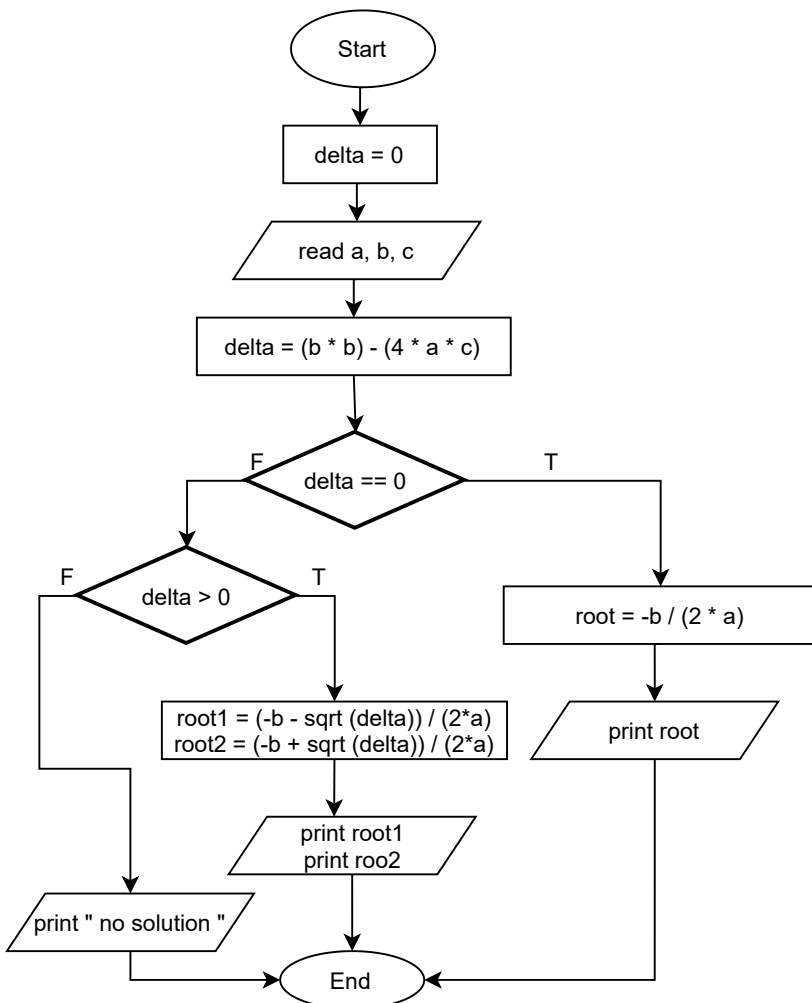 Start
delta = 0
read a, b, c
delta = (b * b) - (4 * a * c)
F
T
delta == 0
F
T
delta > 0
root = -b / (2 * a)
root1 = (-b - sqrt (delta)) / (2*a)
root2 = (-b + sqrt (delta)) / (2*a)
print root
print root1
print roo2
print " no solution "
End